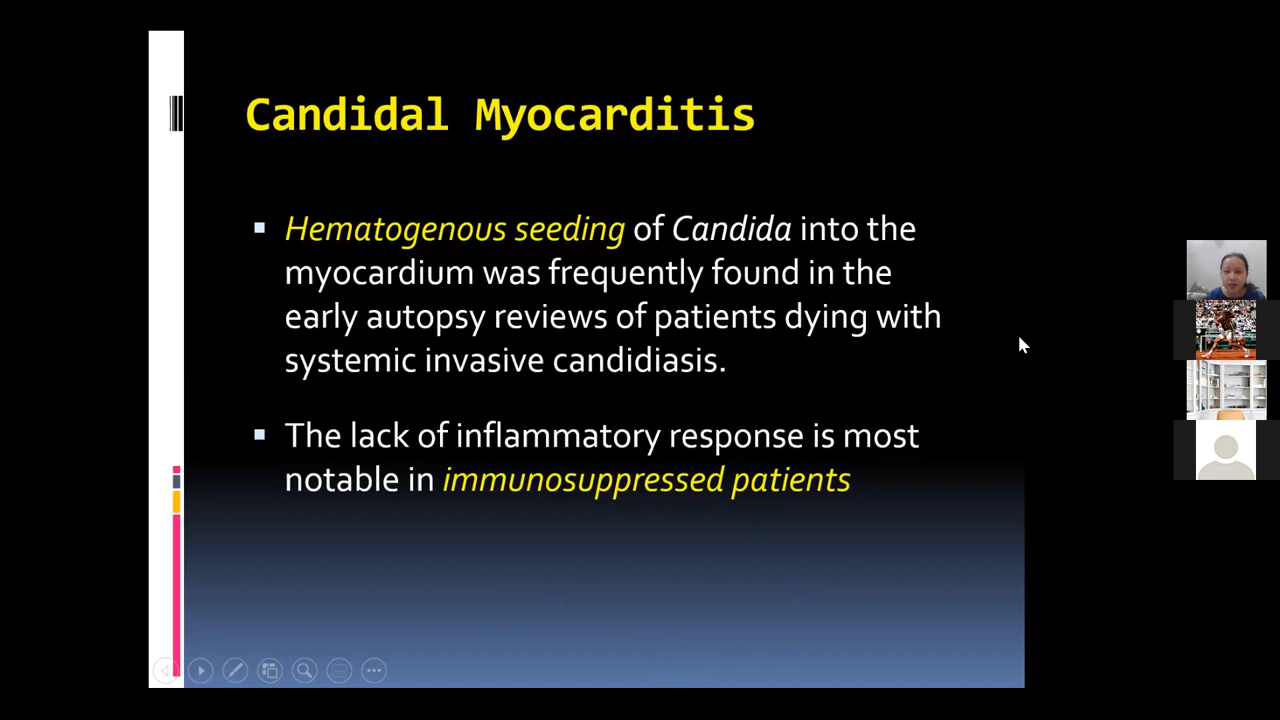 Candidal Myocarditis
Hematogenous seeding of Candida into the
myocardium was frequently found in the
early autopsy reviews of patients dying with
systemic invasive candidiasis.
The lack of inflammatory response is most
notable in immunosuppressed patients